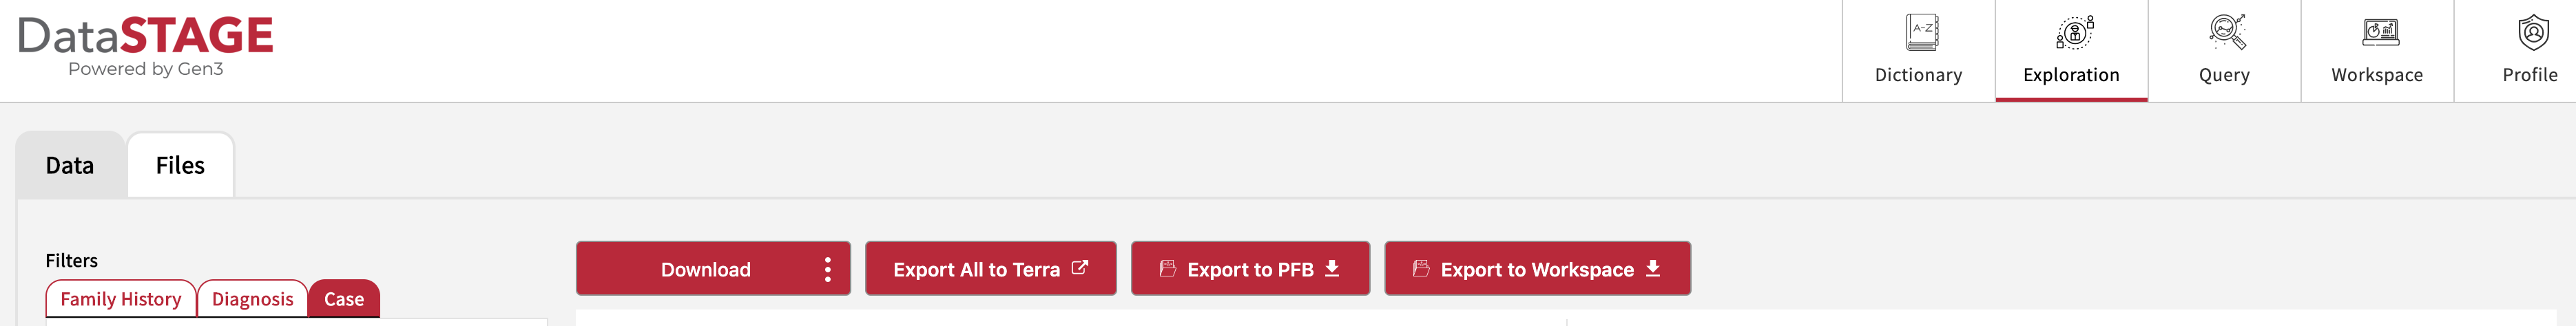 DataSTAGE
Powered by Gen3
A-Z
Dictionary
Exploration
Query
Workspace
Profile
Data
Files
Filters
Family History
Diagnosis
Case
Download
Export All to Terra
Export to PFB
Export to Workspace